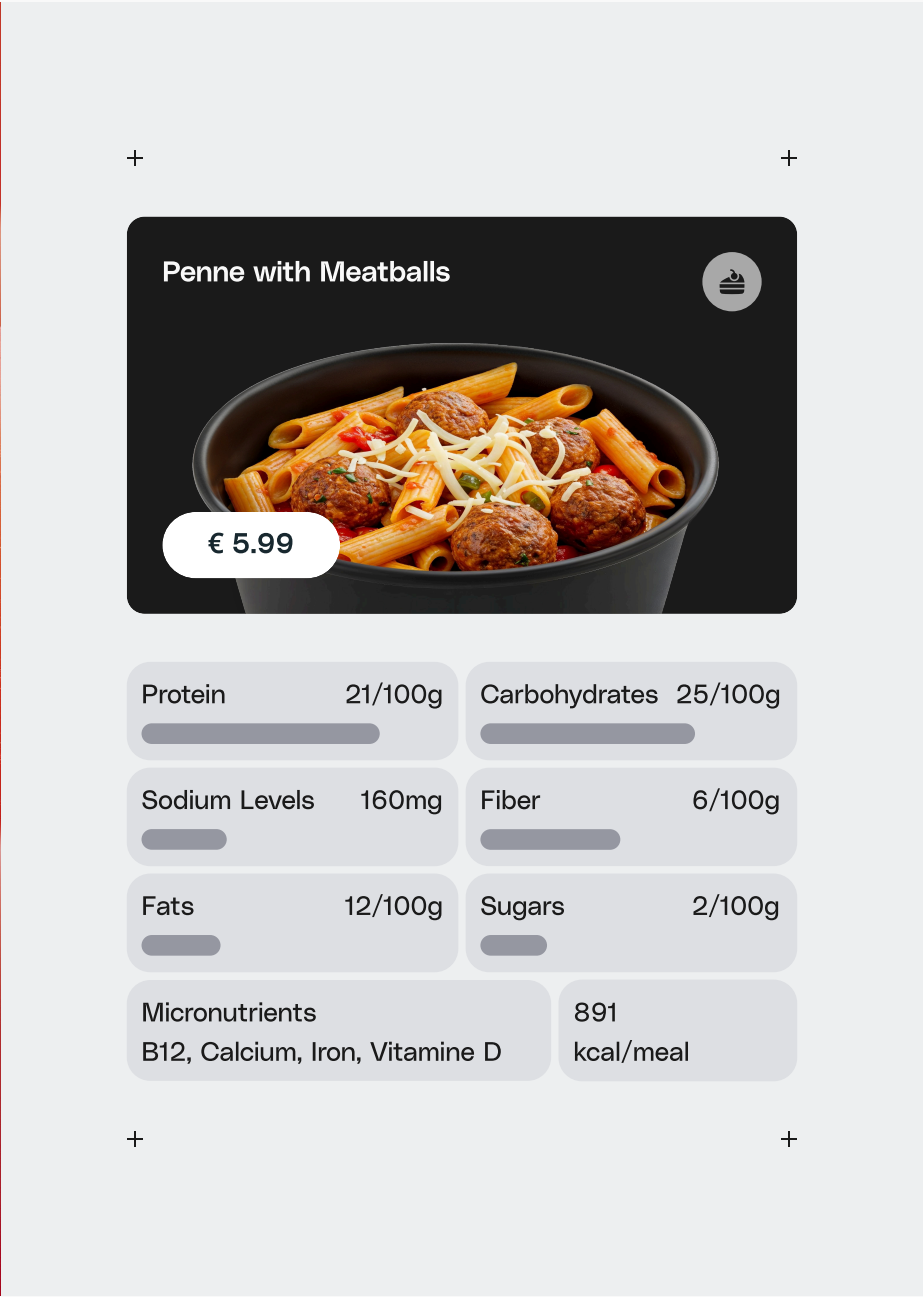 Penne with Meatballs
€ 5.99
Protein 21/100g
Carbohydrates 25/100g
Sodium Levels 160mg
Fiber 6/100g
Fats 12/100g
Sugars 2/100g
Micronutrients
B12, Calcium, Iron, Vitamine D
891
kcal/meal